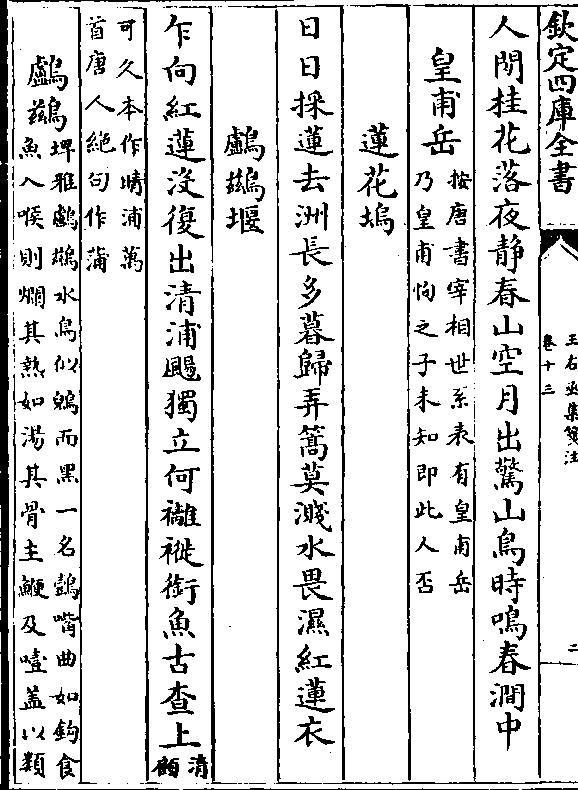 欽定四庫全書
王右丞集箋注
卷十三
二
人閒桂花落夜静春山空月出驚山鳥時鳴春澗中
皇甫岳
按唐書宰相世系表有皇甫岳
乃皇甫恂之子未知即此人否
蓮花塢
日日採蓮去洲長多暮歸弄篙莫濺水畏濕紅蓮衣
鸕鷀堰
乍向紅蓮沒復出清浦颺獨立何褵褷銜魚古查上
清
顧
可久本作晴浦萬
首唐人絶句作蒲
鸕鷀
埤雅鸕鷀水鳥似鶂而黑一名鷧嘴曲如鈎食
魚入喉則爛其熱如湯其骨主鯁及噎蓋以類